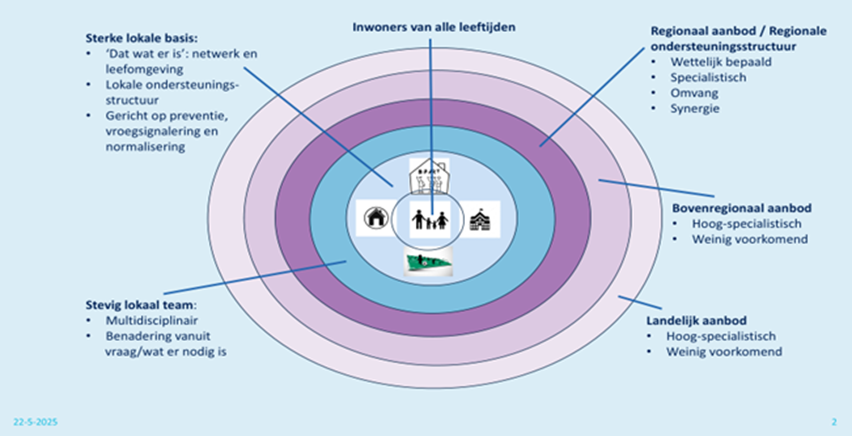 Inwoners van alle leeftijden
Sterke lokale basis:
• 'Dat wat er is': netwerk en
leefomgeving
• Lokale ondersteunings-
structuur
• Gericht op preventie,
vroegsignalering en
normalisering
Regionaal aanbod / Regionale
ondersteuningsstructuur
• Wettelijk bepaald
• Specialistisch
• Omvang
• Synergie
Bovenregionaal aanbod
• Hoog-specialistisch
• Weinig voorkomend
Stevig lokaal team:
• Multidisciplinair
• Benadering vanuit
vraag/wat er nodig is
Landelijk aanbod
• Hoog-specialistisch
• Weinig voorkomend
22-5-2025
2